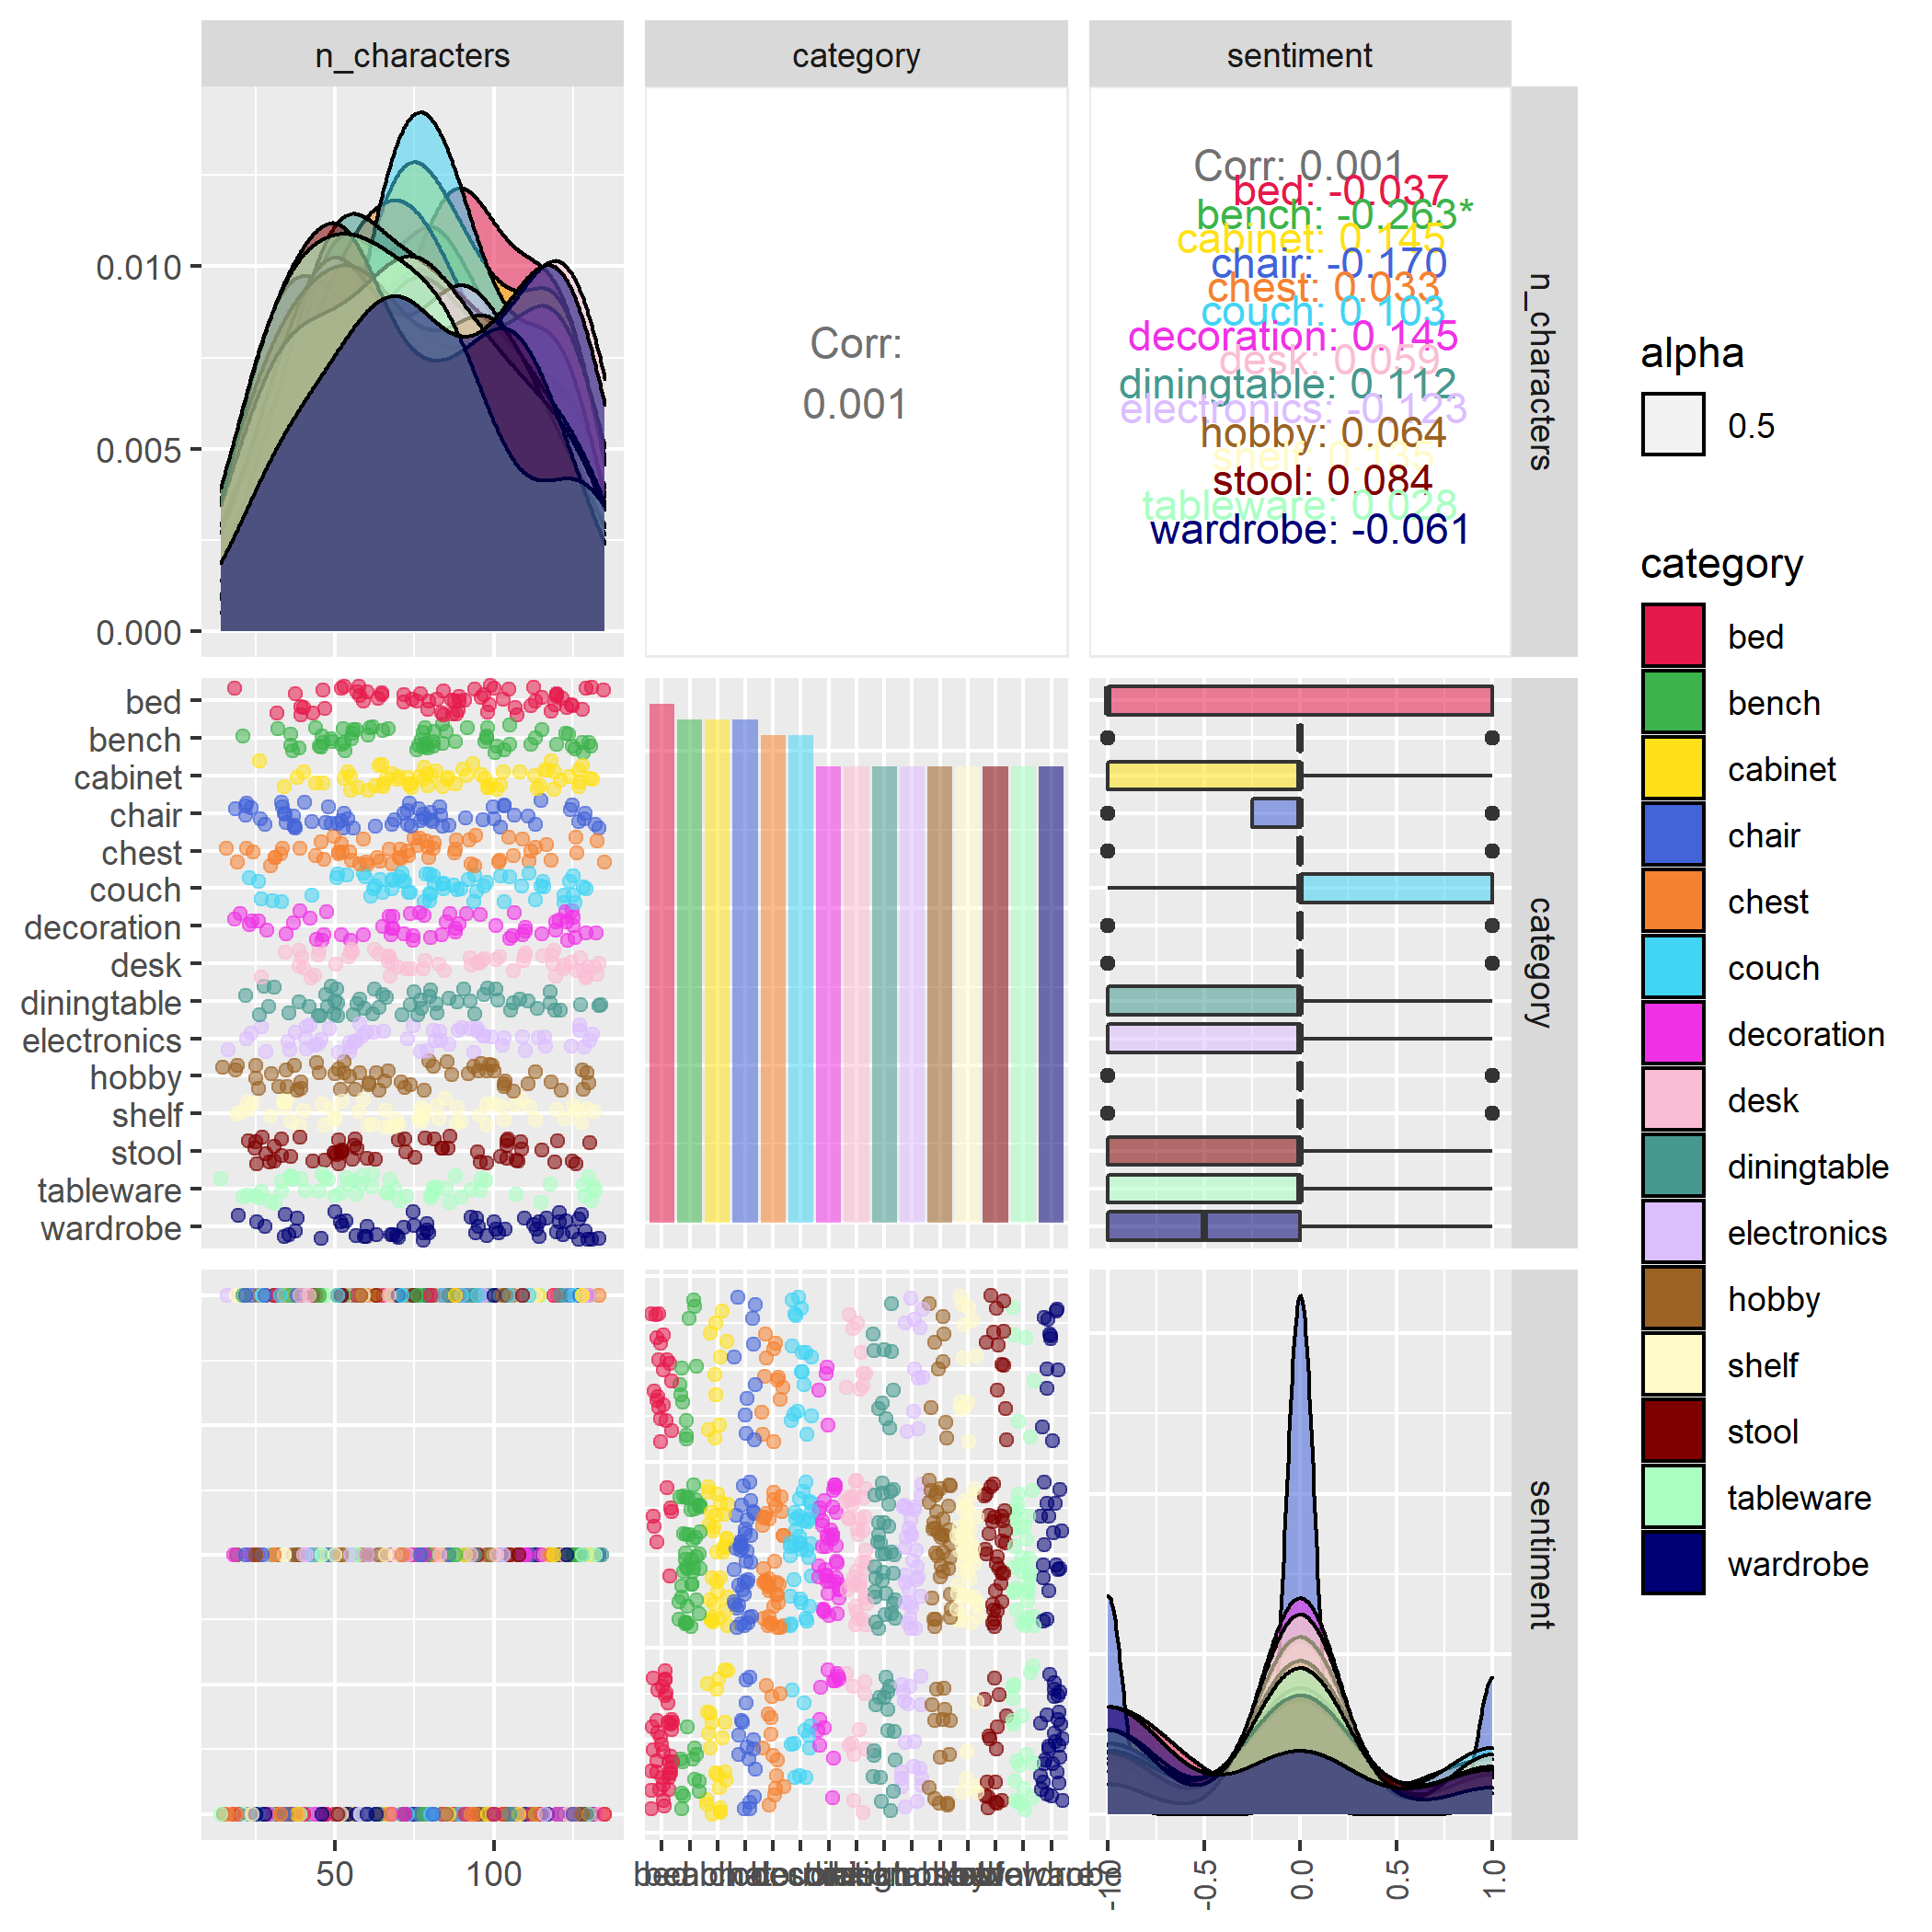 n_characters
category
sentiment
0.010
0.005
0.000
Corr:
0.001
Corr: 0.001
bed: -0.037
bench: -0.263*
cabinet: 0.145
chair: -0.170
chest: 0.033
couch: 0.103
decoration: 0.145
desk: 0.059
diningtable: 0.112
electronics: -0.123
hobby: 0.064
shelf: 0.135
stool: 0.084
tableware: 0.028
wardrobe: -0.061
n_characters
bed
bench
cabinet
chair
chest
couch
decoration
desk
diningtable
electronics
hobby
shelf
stool
tableware
wardrobe
category
sentiment
50
100
-1.0
-0.5
0.0
0.5
1.0
alpha
0.5
category
bed
bench
cabinet
chair
chest
couch
decoration
desk
diningtable
electronics
hobby
shelf
stool
tableware
wardrobe